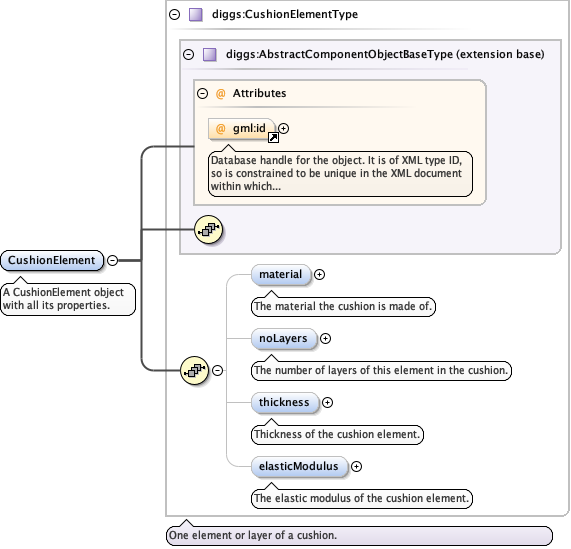 diggs:CushionElementType
diggs:AbstractComponentObjectBaseType (extension base)
@ Attributes
@ gml:id
Database handle for the object. It is of XML type ID,
so is constrained to be unique in the XML document
within which...
CushionElement
A CushionElement object
with all its properties.
material
The material the cushion is made of.
noLayers
The number of layers of this element in the cushion.
thickness
Thickness of the cushion element.
elasticModulus
The elastic modulus of the cushion element.
One element or layer of a cushion.